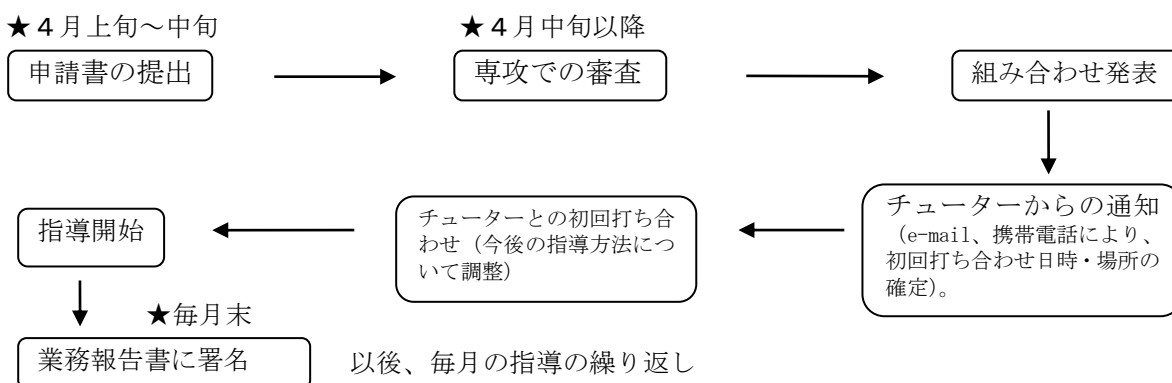 ★４月上旬～中旬
★４月中旬以降
申請書の提出
専攻での審査
組み合わせ発表
チューターからの通知
（e-mail、携帯電話により、
初回打ち合わせ日時・場所の
確定）。
チューターとの初回打ち合
わせ（今後の指導方法につ
いて調整）
指導開始
★毎月末
業務報告書に署名
以後、毎月の指導の繰り返し